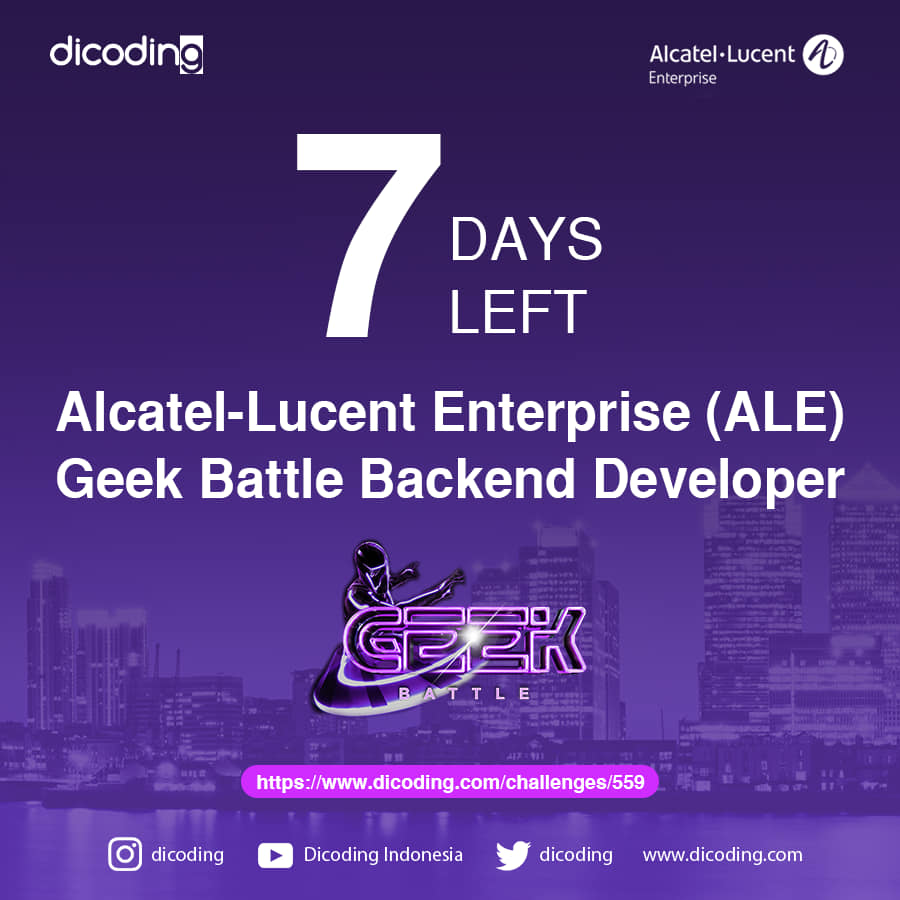 dicoding
Alcatel·Lucent
Enterprise
7
DAYS
LEFT
Alcatel-Lucent Enterprise (ALE)
Geek Battle Backend Developer
GEEK
BATTLE
https://www.dicoding.com/challenges/559
dicoding
Dicoding Indonesia
dicoding
www.dicoding.com